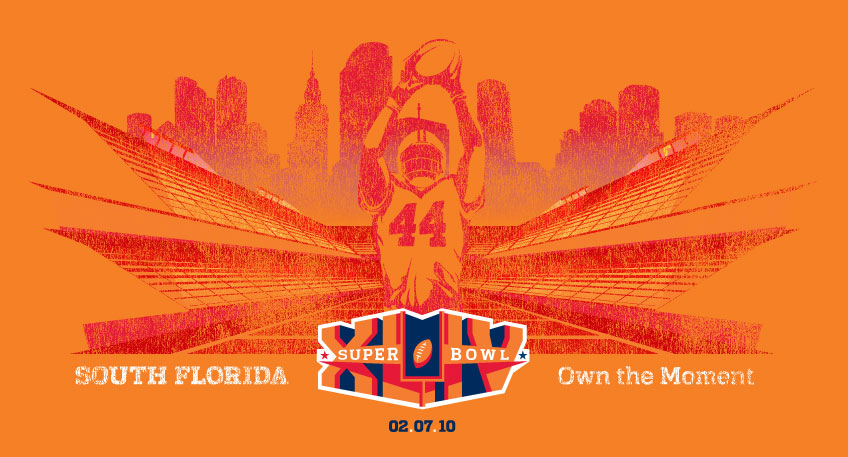 44
XLIV
SUPER BOWL
SOUTH FLORIDA
Own the Moment
02.07.10